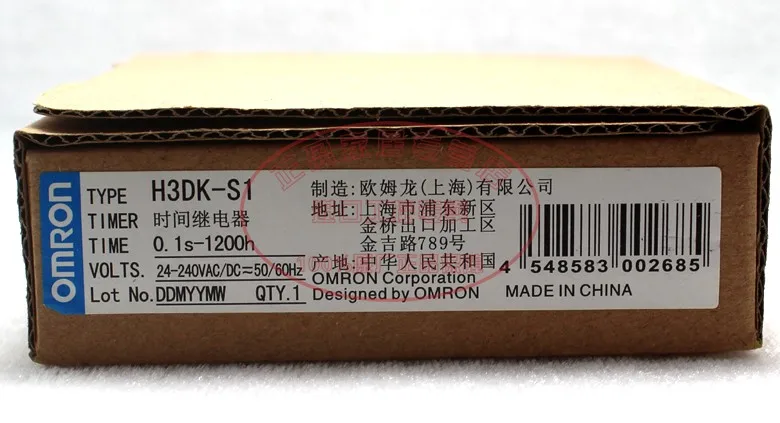 OMRON
TYPE H3DK-S1
TIMER 时间继电器
TIME 0.1s-1200h
VOLTS. 24-240VAC/DC≂50/60Hz
Lot No.DDMYYMW QTY.1
制造:欧姆龙(上海)有限公司
地址:上海市浦东新区
金桥出口加工区
金吉路789号
产地:中华人民共和国
OMRON Corporation
Designed by OMRON
4 548583 002685
MADE IN CHINA